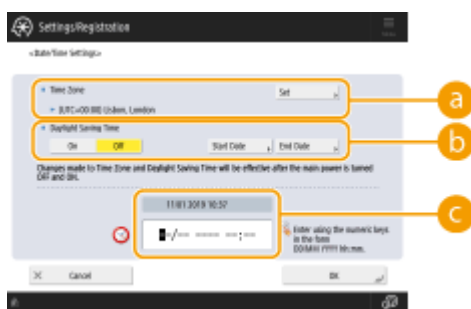 Settings/Registration
Menu
<Date/Time Settings>
Time Zone
Set
(UTC+00:00) Lisbon, London
a
Daylight Saving Time
On Off Start Date End Date
b
Changes made to Time Zone and Daylight Saving Time will be effective after the main power is turned
OFF and ON.
11/01 2019 10:37
c
--/-- ---- --:--
Enter using the numeric keys
in the form
DD/MM YYYY hh:mm.
Cancel
OK